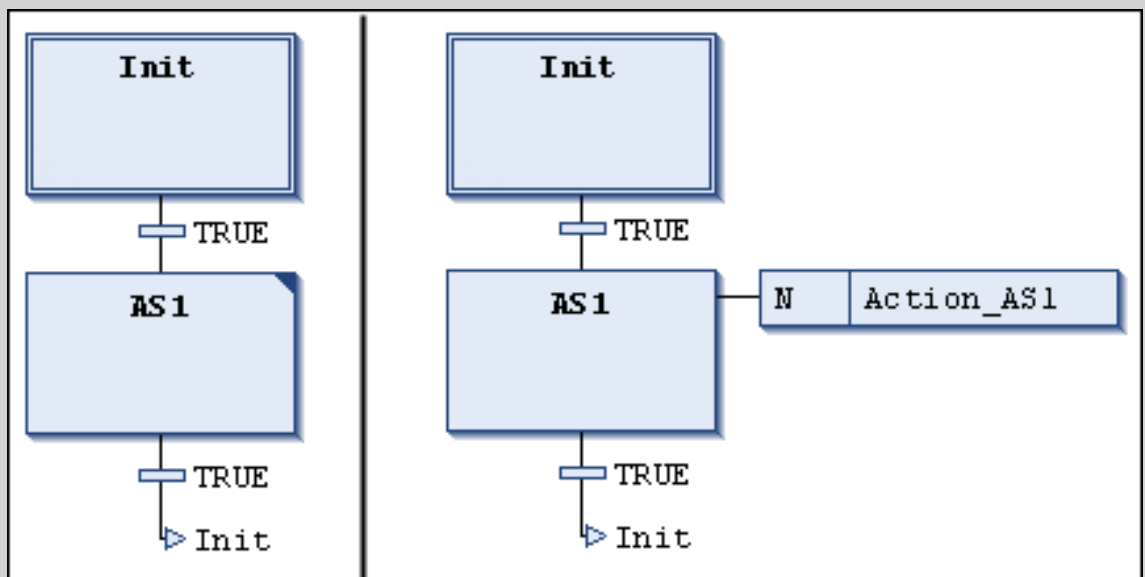 Init
TRUE
AS1
TRUE
Init
Init
TRUE
AS1
N Action_AS1
TRUE
Init